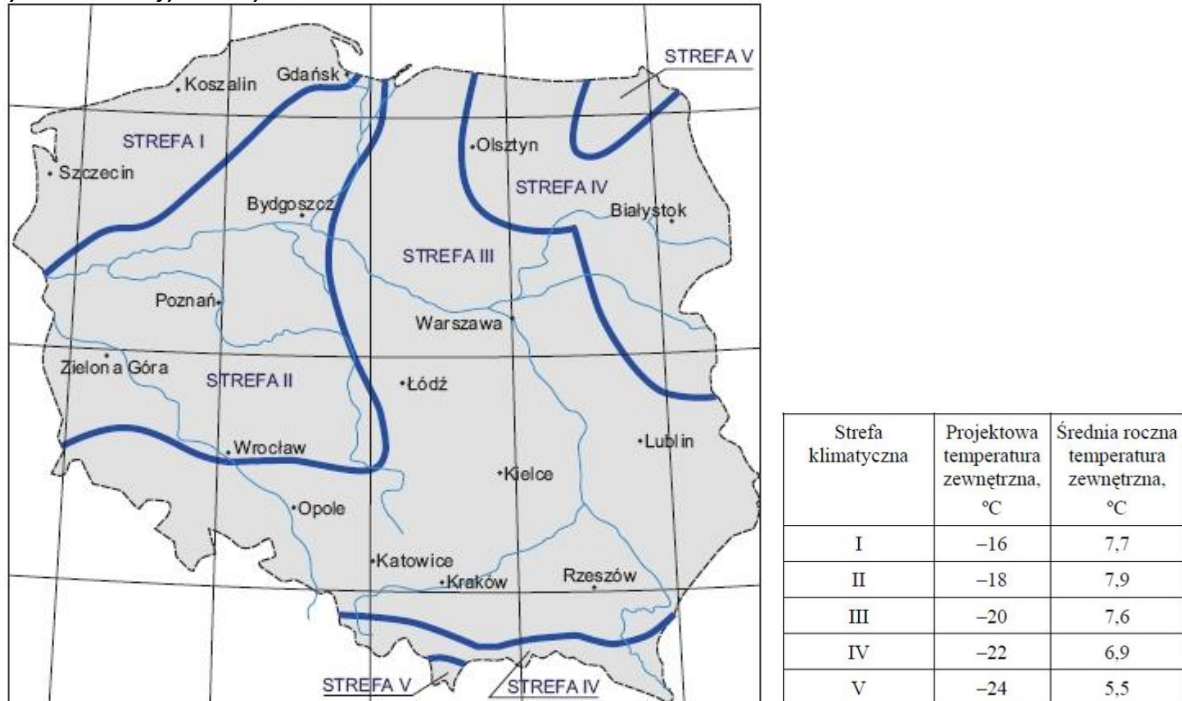 STREFA V
Gdańsk
Koszalin
STREFA I
Olsztyn
Szczecin
STREFA IV
Bydgoszcz
Białystok
STREFA III
Poznań
Warszawa
Zielona Góra
STREFA II
Łódź
Wrocław
Lublin
Kielce
Opole
Katowice
Kraków
Rzeszów
STREFA V
STREFA IV
Strefa klimatyczna
Projektowa temperatura zewnętrzna, ºC
Średnia roczna temperatura zewnętrzna, ºC
I –16 7,7
II –18 7,9
III –20 7,6
IV –22 6,9
V –24 5,5